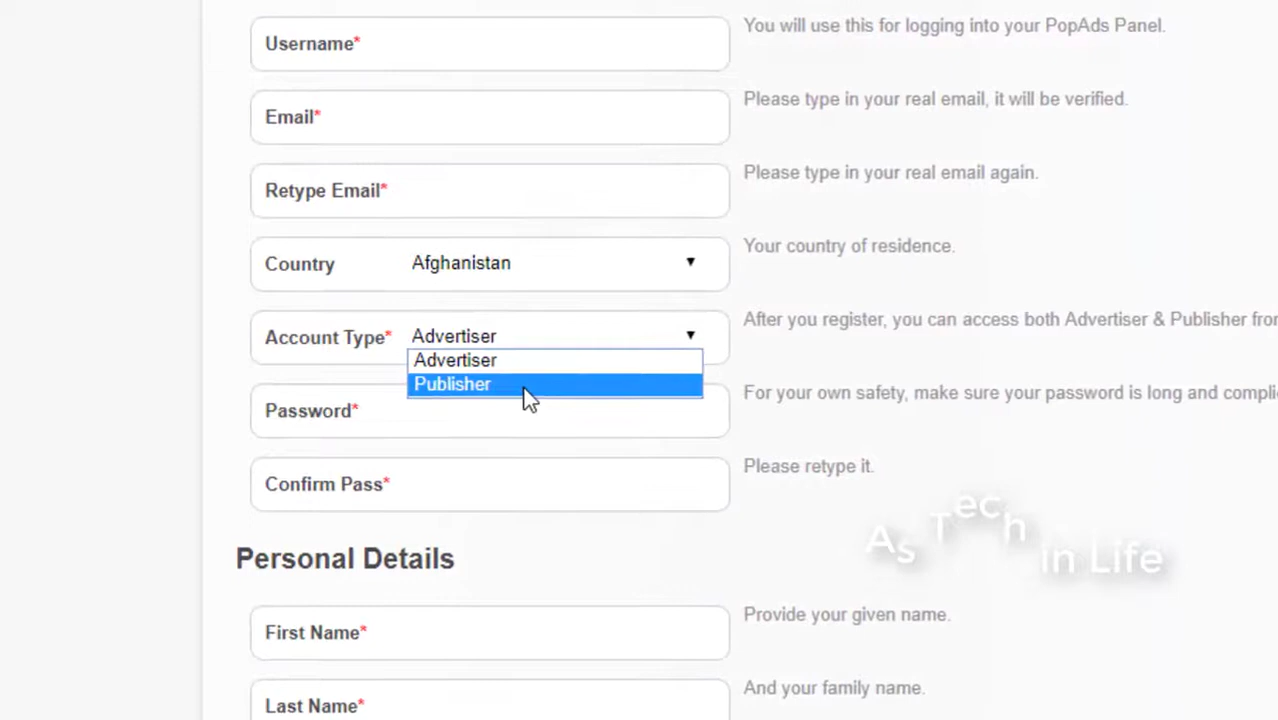 Username*
You will use this for logging into your PopAds Panel.
Email*
Please type in your real email, it will be verified.
Retype Email*
Please type in your real email again.
Country Afghanistan
Your country of residence.
Account Type* Advertiser
After you register, you can access both Advertiser & Publisher from
Advertiser
Publisher
Password*
For your own safety, make sure your password is long and compli
Confirm Pass*
Please retype it.
As Tech in Life
Personal Details
First Name*
Provide your given name.
Last Name*
And your family name.